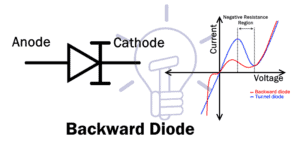 Negative Resistance
Region
Anode
Cathode
Current
Voltage
Backward diode
Tunnel diode
Backward Diode